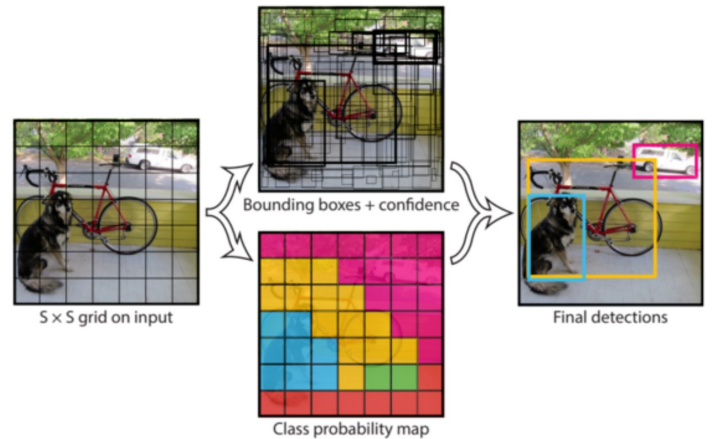 Bounding boxes + confidence
S × S grid on input
Final detections
Class probability map